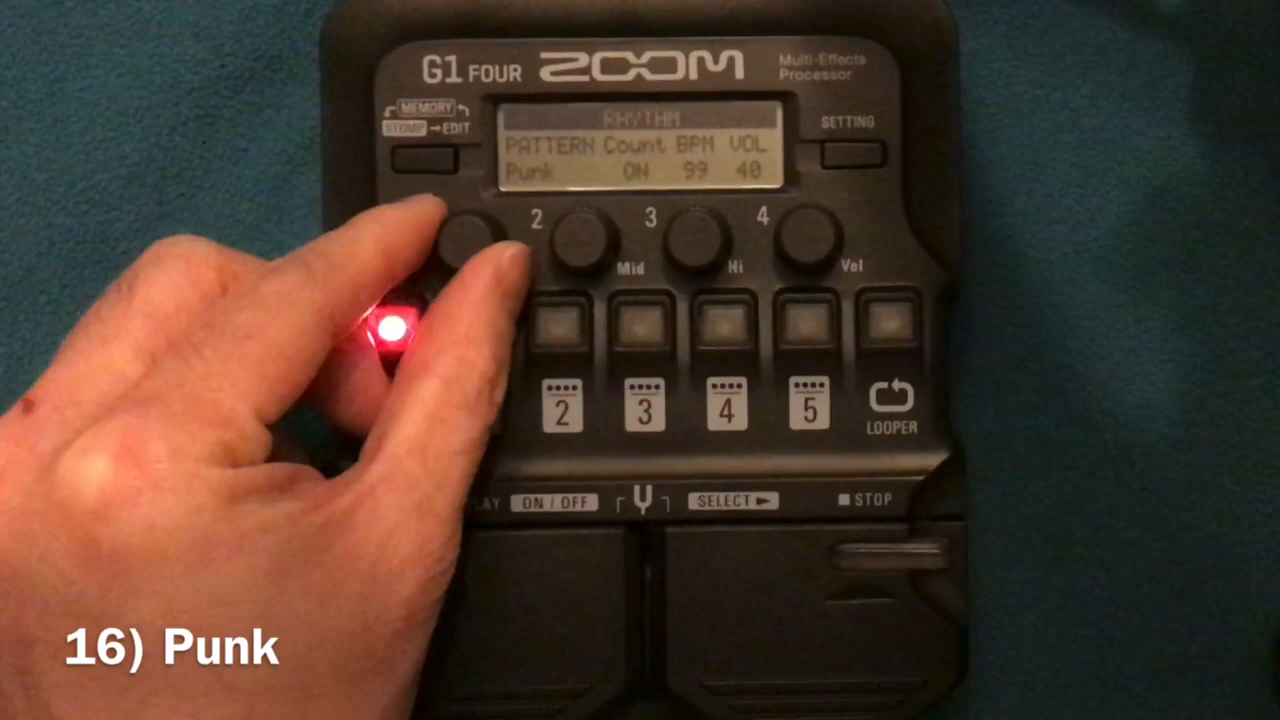 G1 FOUR ZOOM Multi-Effects Processor
MEMORY
STOMP → EDIT
SETTING
RHYTHM
PATTERN Count BPM VOL
Punk ON 99 40
2 3 4
Mid Hi Vol
2 3 4 5
LOOPER
ON / OFF SELECT ► ■ STOP
16) Punk